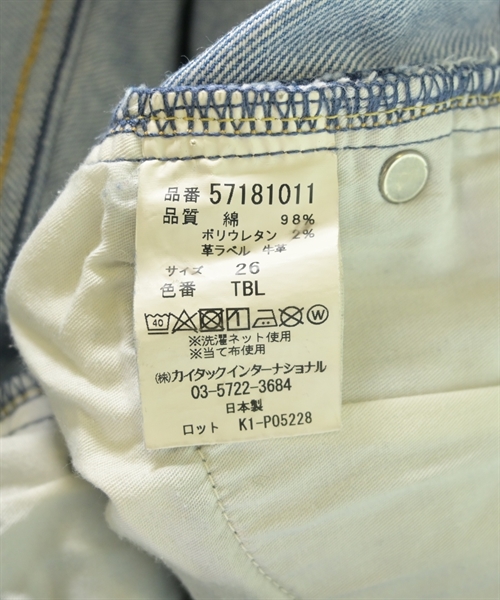 品番 57181011
品質 綿 98%
ポリウレタン 2%
革ラベル 牛革
サイズ 26
色番 TBL
40 W
※洗濯ネット使用
※当て布使用
㈱カイタックインターナショナル
03-5722-3684
日本製
ロット K1-P05228